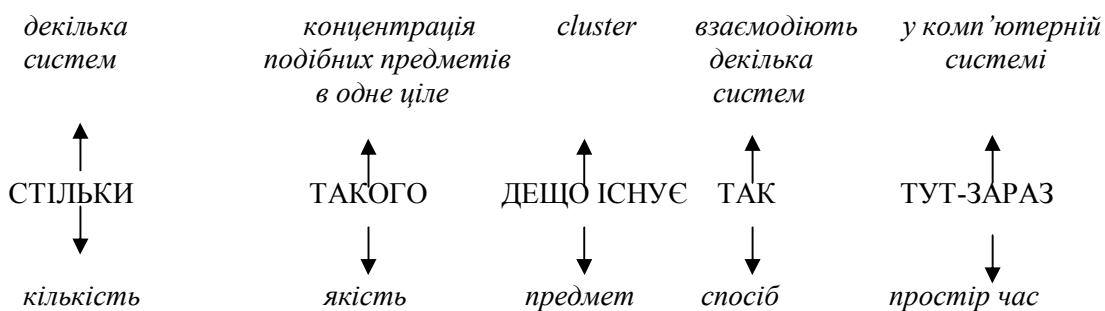 декілька концентрація cluster взаємодіють у комп’ютерній
систем подібних предметів декілька системі
в одне ціле систем
СТІЛЬКИ ТАКОГО ДЕЩО ІСНУЄ ТАК ТУТ-ЗАРАЗ
кількість якість предмет спосіб простір час